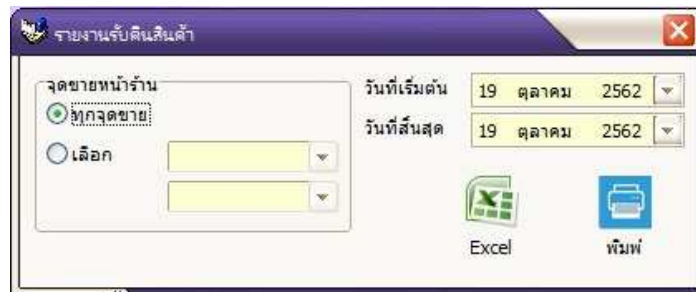 รายงานรับคืนสินค้า
จุดขายหน้าร้าน
ทุกจุดขาย
เลือก
วันที่เริ่มต้น 19 ตุลาคม 2562
วันที่สิ้นสุด 19 ตุลาคม 2562
Excel พิมพ์